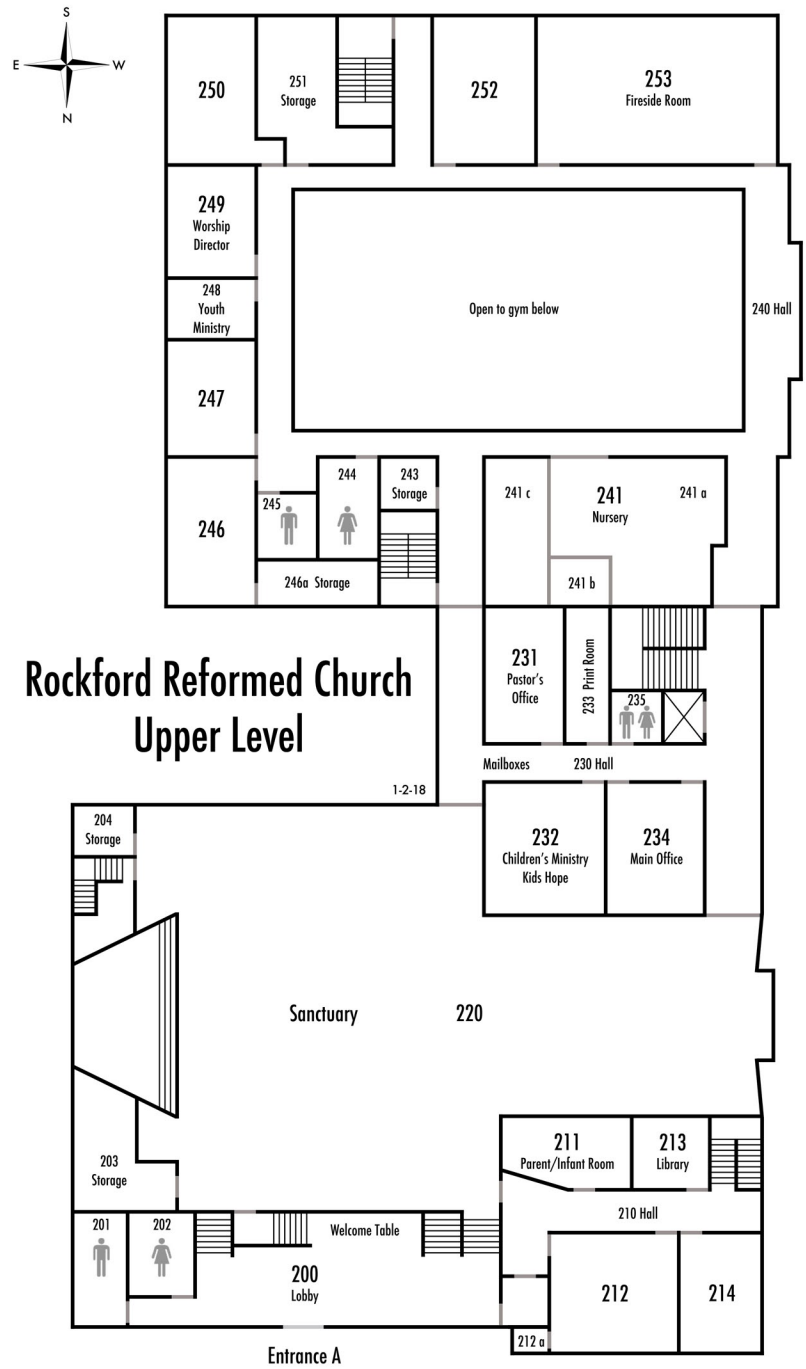 S
E W
N
250
251
Storage
252
253
Fireside Room
249
Worship
Director
248
Youth
Ministry
Open to gym below
240 Hall
247
246
245
244
243
Storage
246a Storage
241 c
241
Nursery
241 a
241 b
Rockford Reformed Church
Upper Level
1-2-18
231
Pastor's
Office
233 Print Room
235
Mailboxes
230 Hall
232
Children's Ministry
Kids Hope
234
Main Office
204
Storage
Sanctuary 220
203
Storage
211
Parent/Infant Room
213
Library
210 Hall
201
202
Welcome Table
200
Lobby
212
214
212 a
Entrance A